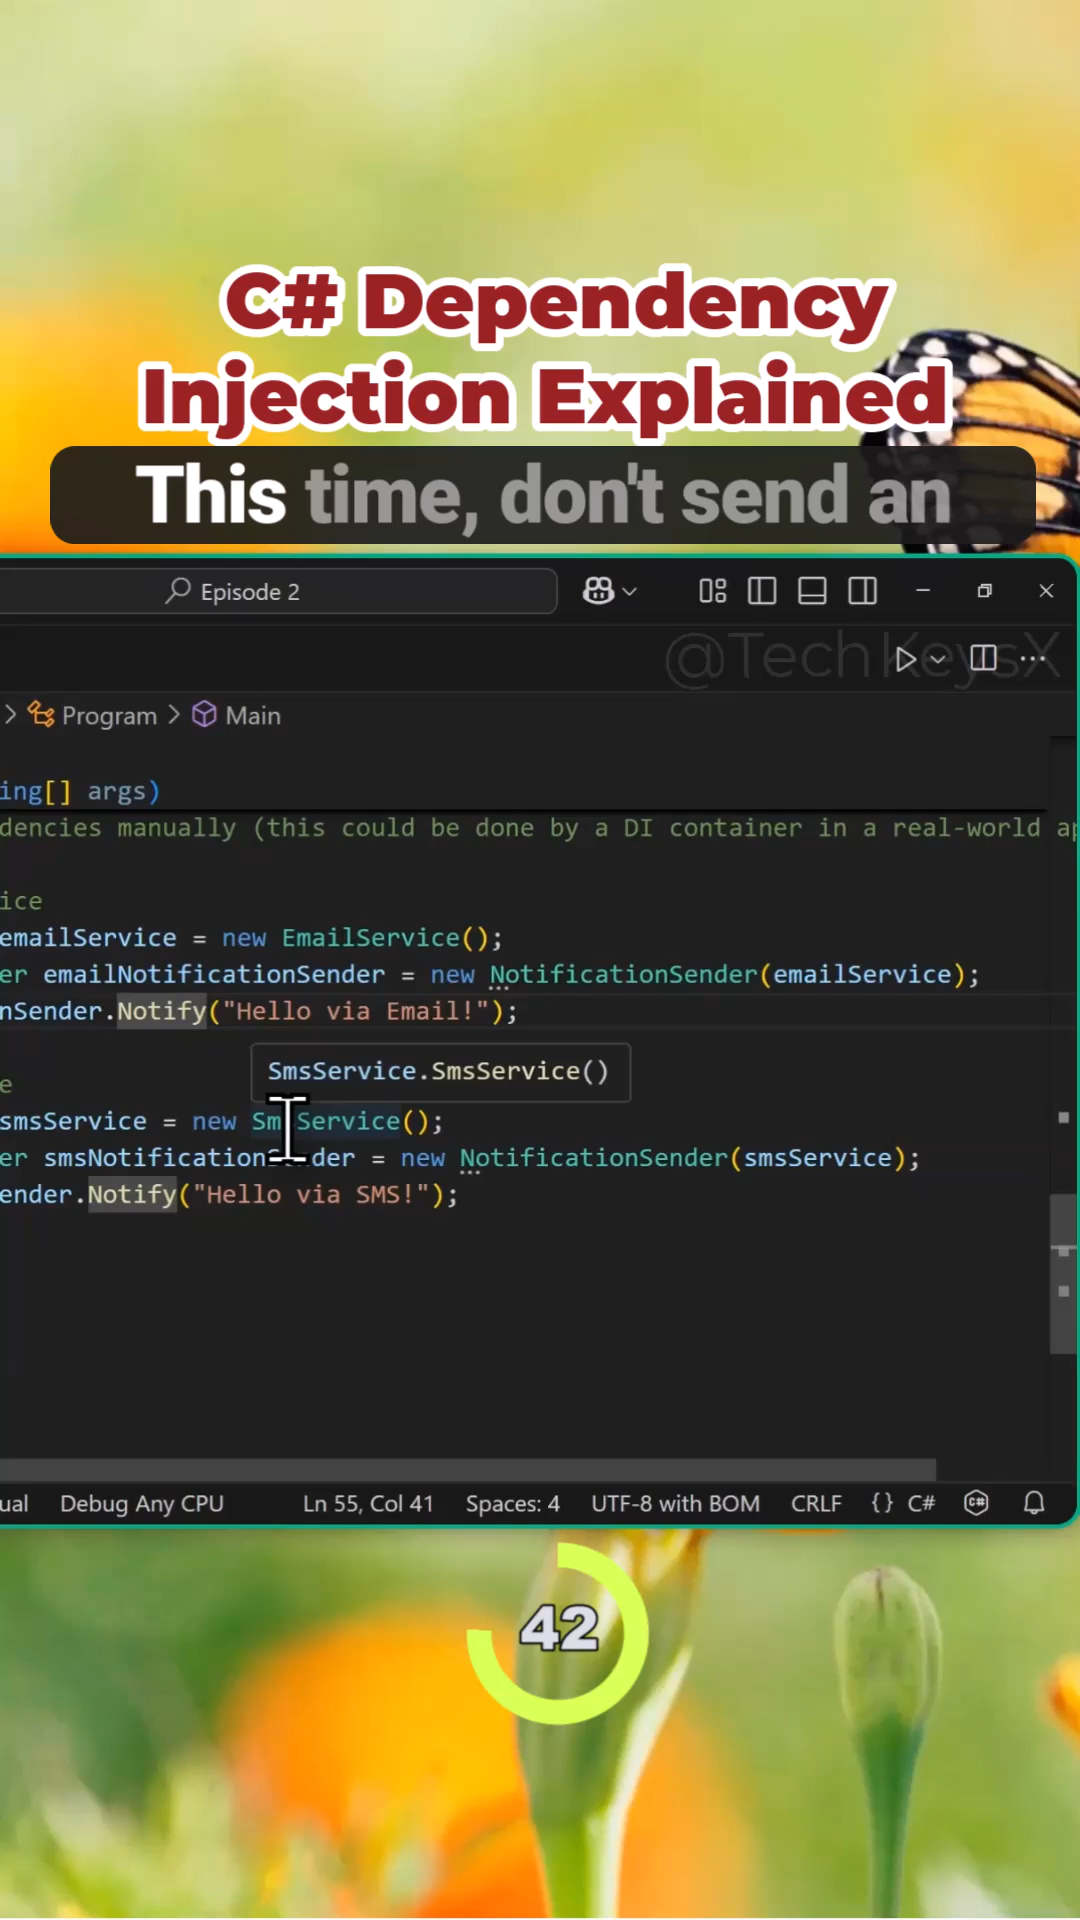 C# Dependency
Injection Explained
This time, don't send an
Episode 2
@TechKeysX
Program > Main
ing[] args)
dencies manually (this could be done by a DI container in a real-world ap
ice
emailService = new EmailService();
er emailNotificationSender = new NotificationSender(emailService);
nSender.Notify("Hello via Email!");
SmsService.SmsService()
e
smsService = new SmsService();
er smsNotificationSender = new NotificationSender(smsService);
ender.Notify("Hello via SMS!");
ual Debug Any CPU Ln 55, Col 41 Spaces: 4 UTF-8 with BOM CRLF {} C#
42